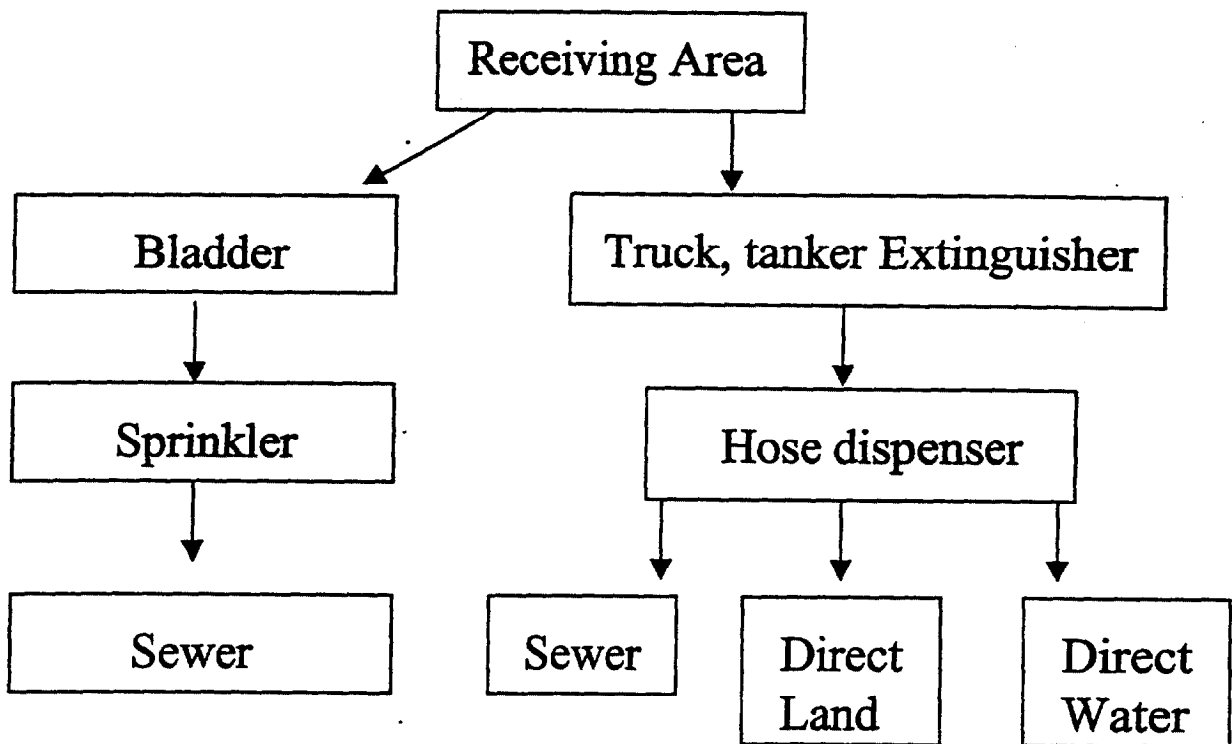 Receiving Area
Bladder
Truck, tanker Extinguisher
Sprinkler
Hose dispenser
Sewer
Sewer
Direct
Land
Direct
Water